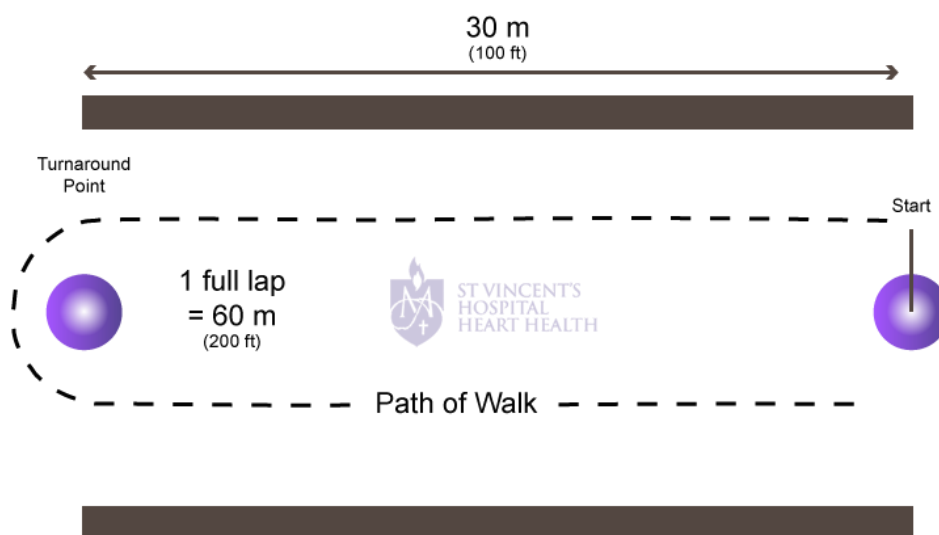 30 m
(100 ft)
Turnaround
Point
Start
1 full lap
= 60 m
(200 ft)
ST VINCENT'S
HOSPITAL
HEART HEALTH
Path of Walk